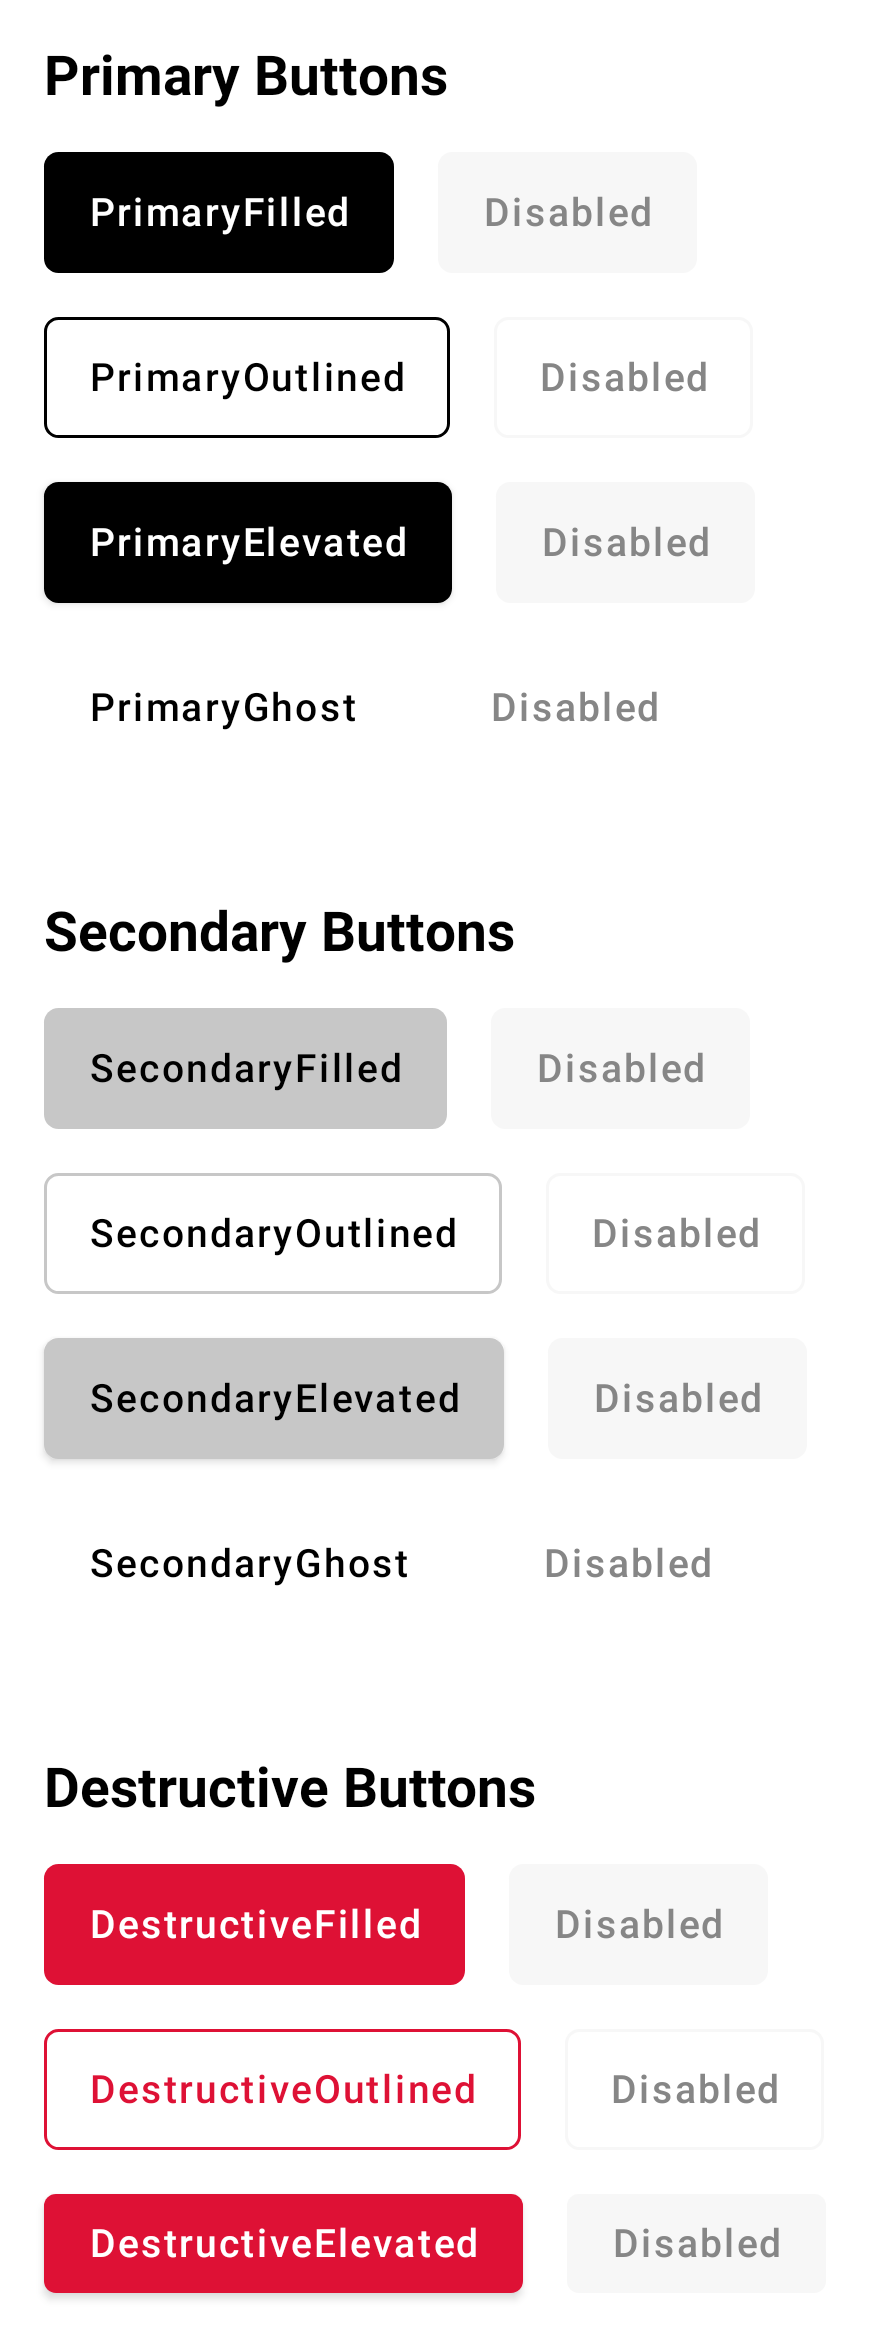 Primary Buttons
PrimaryFilled Disabled
PrimaryOutlined Disabled
PrimaryElevated Disabled
PrimaryGhost Disabled
Secondary Buttons
SecondaryFilled Disabled
SecondaryOutlined Disabled
SecondaryElevated Disabled
SecondaryGhost Disabled
Destructive Buttons
DestructiveFilled Disabled
DestructiveOutlined Disabled
DestructiveElevated Disabled